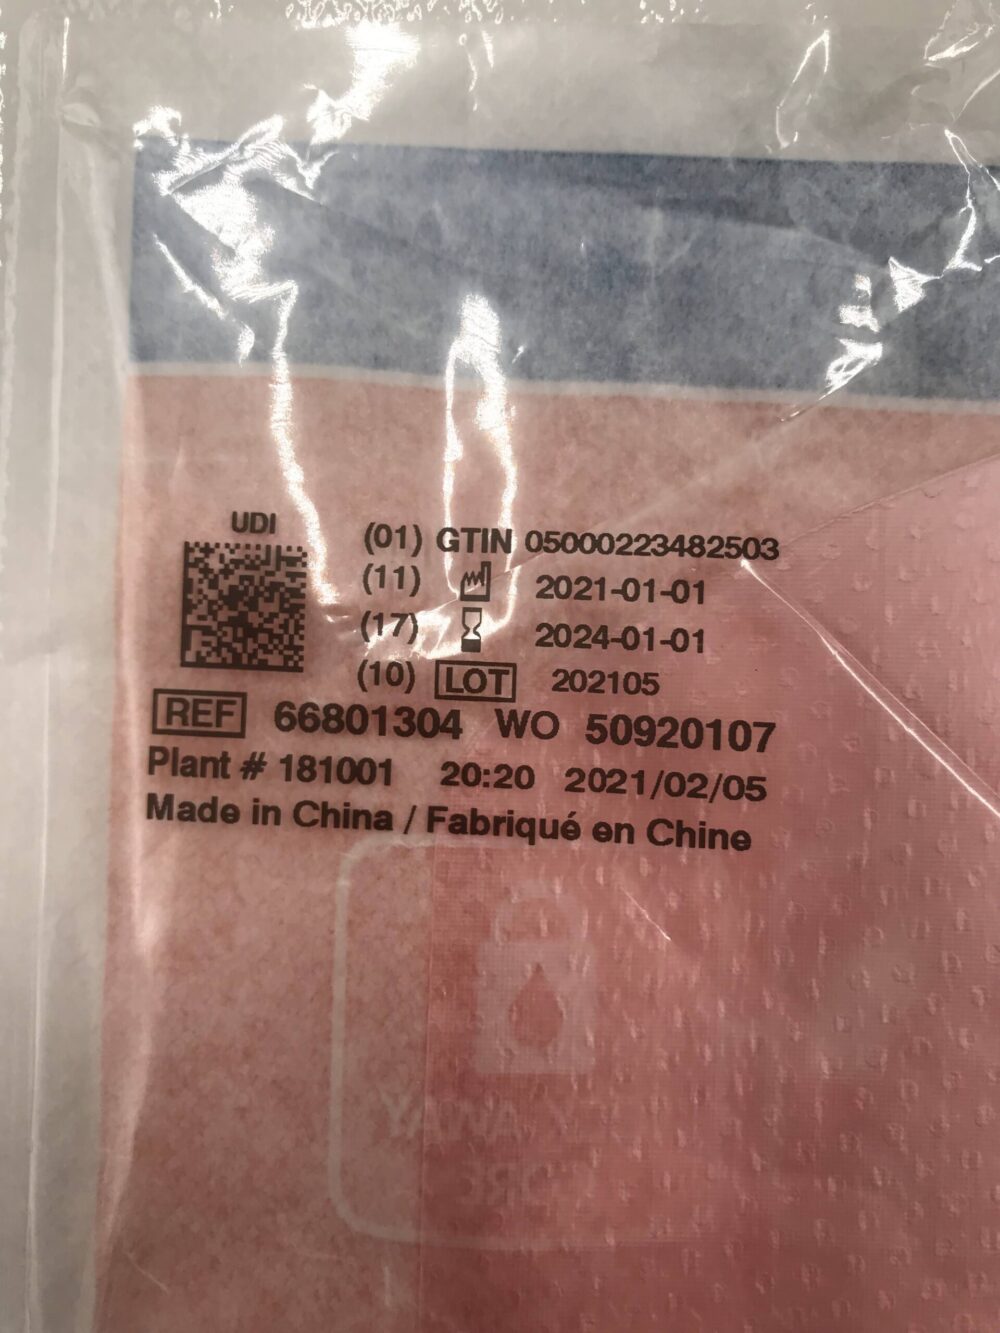 UDI
(01) GTIN 05000223482503
(11) 2021-01-01
(17) 2024-01-01
(10) LOT 202105
REF 66801304 WO 50920107
Plant # 181001 20:20 2021/02/05
Made in China / Fabriqué en Chine
AWAY